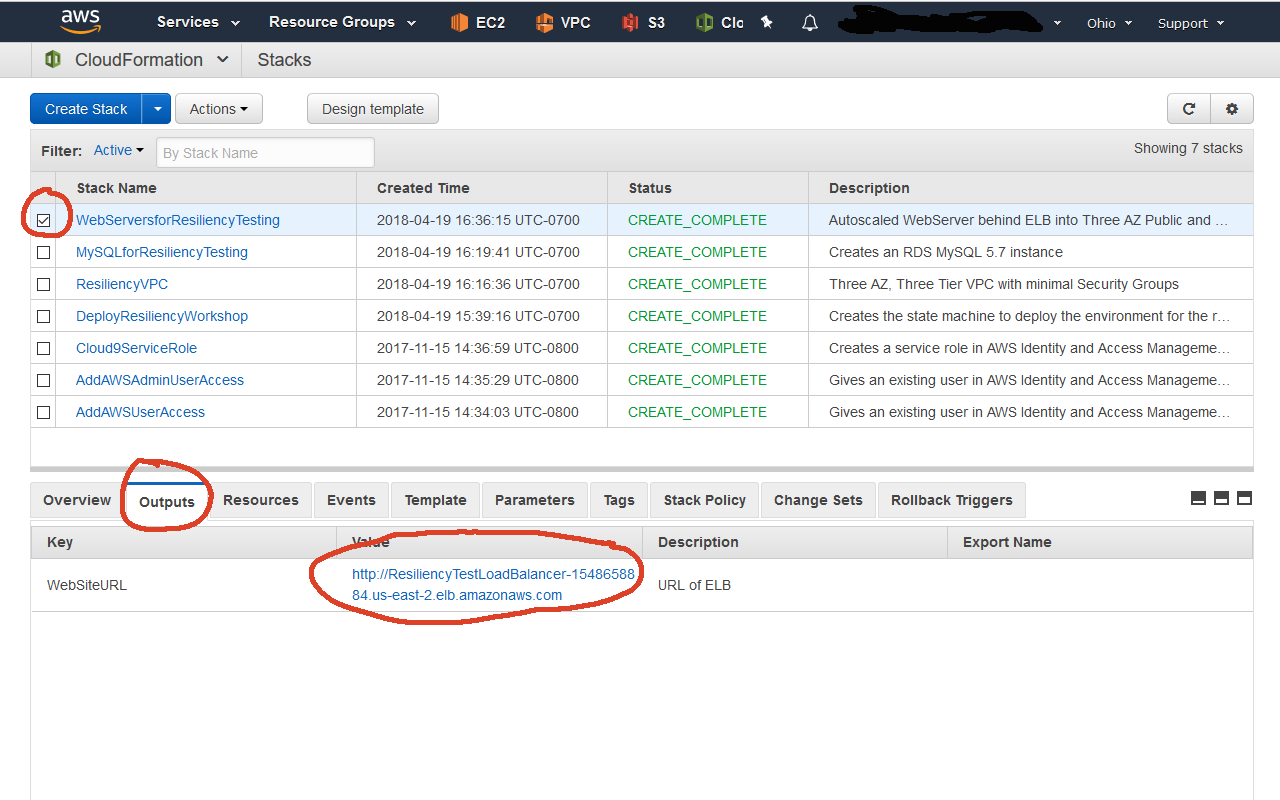 aws Services Resource Groups EC2 VPC S3 Clo Ohio Support
CloudFormation Stacks
Create Stack Actions Design template
Filter: Active By Stack Name Showing 7 stacks
Stack Name Created Time Status Description
WebServersforResiliencyTesting 2018-04-19 16:36:15 UTC-0700 CREATE_COMPLETE Autoscaled WebServer behind ELB into Three AZ Public and ...
MySQLforResiliencyTesting 2018-04-19 16:19:41 UTC-0700 CREATE_COMPLETE Creates an RDS MySQL 5.7 instance
ResiliencyVPC 2018-04-19 16:16:36 UTC-0700 CREATE_COMPLETE Three AZ, Three Tier VPC with minimal Security Groups
DeployResiliencyWorkshop 2018-04-19 15:39:16 UTC-0700 CREATE_COMPLETE Creates the state machine to deploy the environment for the r...
Cloud9ServiceRole 2017-11-15 14:36:59 UTC-0800 CREATE_COMPLETE Creates a service role in AWS Identity and Access Manageme...
AddAWSAdminUserAccess 2017-11-15 14:35:29 UTC-0800 CREATE_COMPLETE Gives an existing user in AWS Identity and Access Manageme...
AddAWSUserAccess 2017-11-15 14:34:03 UTC-0800 CREATE_COMPLETE Gives an existing user in AWS Identity and Access Manageme...
Overview Outputs Resources Events Template Parameters Tags Stack Policy Change Sets Rollback Triggers
Key Value Description Export Name
WebSiteURL http://ResiliencyTestLoadBalancer-15486588 URL of ELB
84.us-east-2.elb.amazonaws.com